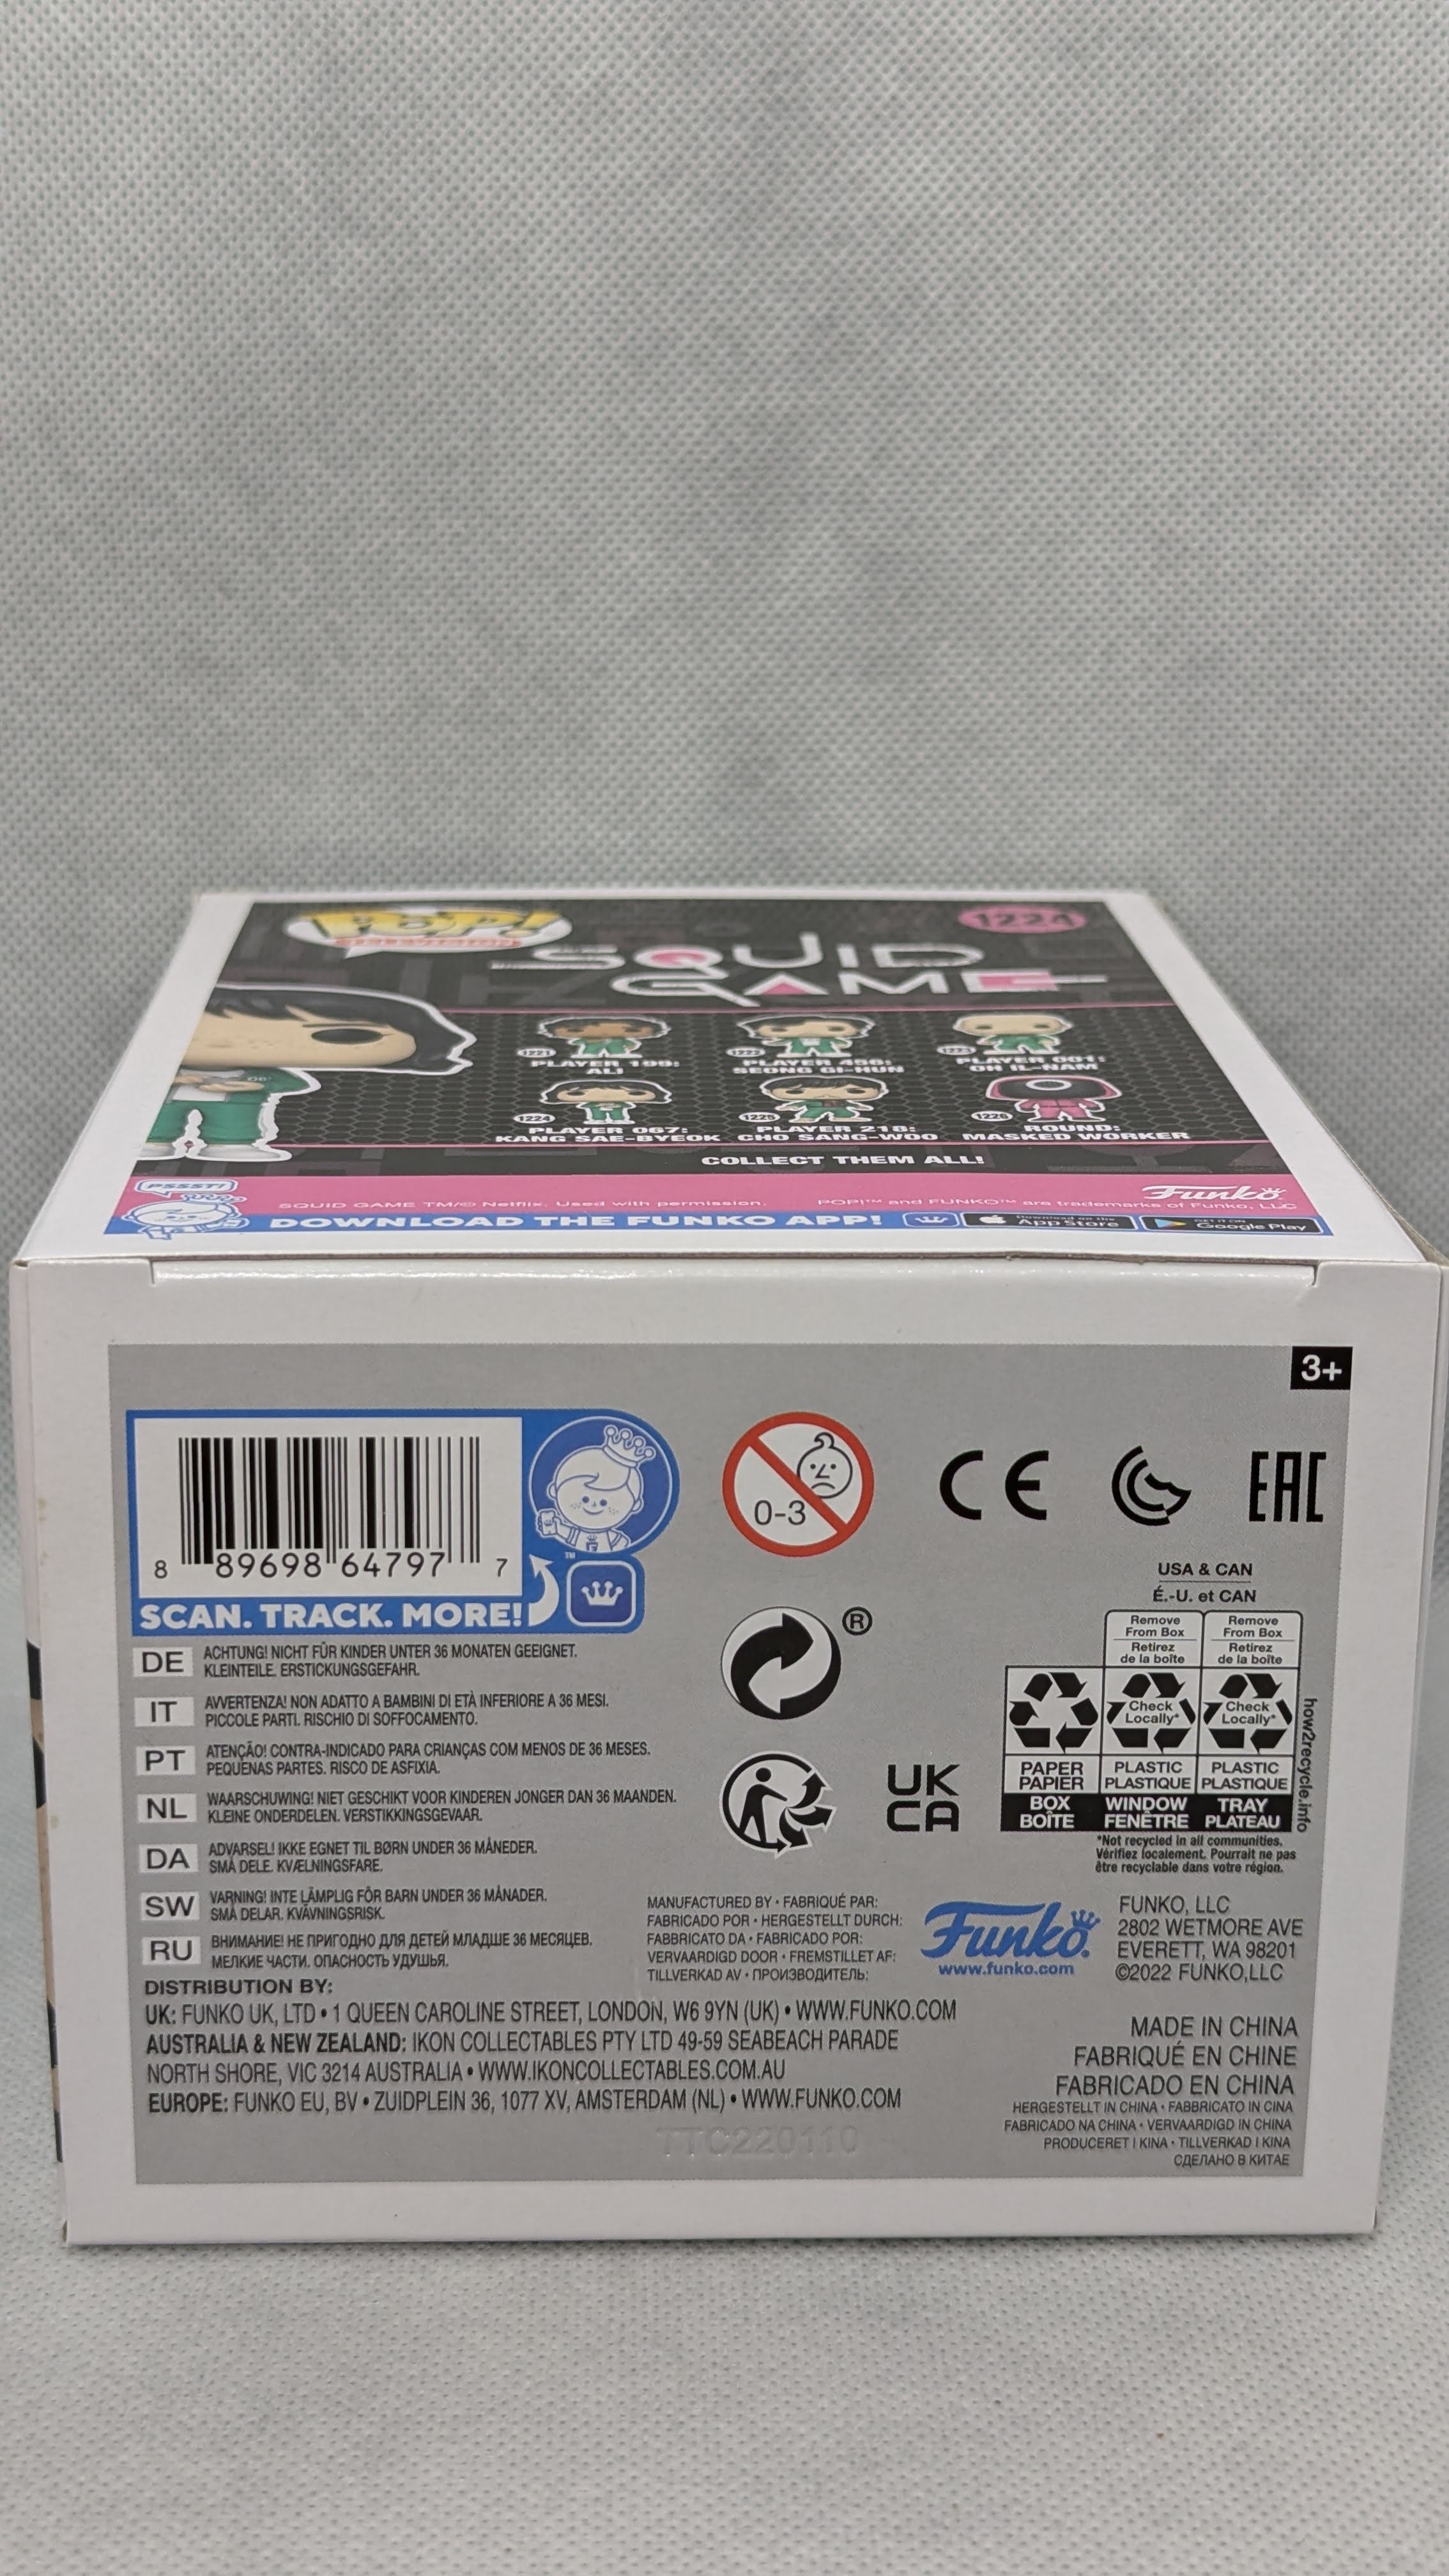 POP!
TELEVISION
1224
SQUID
GAME
1221
PLAYER 199:
ALI
1222
PLAYER 456:
SEONG GI-HUN
1223
PLAYER 001:
OH IL-NAM
1224
PLAYER 067:
KANG SAE-BYEOK
1225
PLAYER 218:
CHO SANG-WOO
1226
ROUND:
MASKED WORKER
COLLECT THEM ALL!
PSSST!
SQUID GAME TM/© Netflix. Used with permission. POP!™ and FUNKO™ are trademarks of Funko, LLC
Funko
DOWNLOAD THE FUNKO APP!
Download on the
App Store
GET IT ON
Google Play
3+
8 89698 64797 7
SCAN. TRACK. MORE!
TM
0-3
CE
EAC
DE ACHTUNG! NICHT FÜR KINDER UNTER 36 MONATEN GEEIGNET.
KLEINTEILE. ERSTICKUNGSGEFAHR.
IT AVVERTENZA! NON ADATTO A BAMBINI DI ETÀ INFERIORE A 36 MESI.
PICCOLE PARTI. RISCHIO DI SOFFOCAMENTO.
PT ATENÇÃO! CONTRA-INDICADO PARA CRIANÇAS COM MENOS DE 36 MESES.
PEQUENAS PARTES. RISCO DE ASFIXIA.
NL WAARSCHUWING! NIET GESCHIKT VOOR KINDEREN JONGER DAN 36 MAANDEN.
KLEINE ONDERDELEN. VERSTIKKINGSGEVAAR.
DA ADVARSEL! IKKE EGNET TIL BØRN UNDER 36 MÅNEDER.
SMÅ DELE. KVÆLNINGSFARE.
SW VARNING! INTE LÄMPLIG FÖR BARN UNDER 36 MÅNADER.
SMÅ DELAR. KVÄVNINGSRISK.
RU ВНИМАНИЕ! НЕ ПРИГОДНО ДЛЯ ДЕТЕЙ МЛАДШЕ 36 МЕСЯЦЕВ.
МЕЛКИЕ ЧАСТИ. ОПАСНОСТЬ УДУШЬЯ.
®
UK
CA
USA & CAN
É.-U. et CAN
Remove
From Box
Retirez
de la boîte
Remove
From Box
Retirez
de la boîte
Check
Locally*
Check
Locally*
PAPER
PAPIER
BOX
BOÎTE
PLASTIC
PLASTIQUE
WINDOW
FENÊTRE
PLASTIC
PLASTIQUE
TRAY
PLATEAU
how2recycle.info
*Not recycled in all communities.
Vérifiez localement. Pourrait ne pas
être recyclable dans votre région.
MANUFACTURED BY • FABRIQUÉ PAR:
FABRICADO POR • HERGESTELLT DURCH:
FABBRICATO DA • FABRICADO POR:
VERVAARDIGD DOOR • FREMSTILLET AF:
TILLVERKAD AV • ПРОИЗВОДИТЕЛЬ:
Funko
www.funko.com
FUNKO, LLC
2802 WETMORE AVE
EVERETT, WA 98201
©2022 FUNKO,LLC
DISTRIBUTION BY:
UK: FUNKO UK, LTD • 1 QUEEN CAROLINE STREET, LONDON, W6 9YN (UK) • WWW.FUNKO.COM
AUSTRALIA & NEW ZEALAND: IKON COLLECTABLES PTY LTD 49-59 SEABEACH PARADE
NORTH SHORE, VIC 3214 AUSTRALIA • WWW.IKONCOLLECTABLES.COM.AU
EUROPE: FUNKO EU, BV • ZUIDPLEIN 36, 1077 XV, AMSTERDAM (NL) • WWW.FUNKO.COM
MADE IN CHINA
FABRIQUÉ EN CHINE
FABRICADO EN CHINA
HERGESTELLT IN CHINA • FABBRICATO IN CINA
FABRICADO NA CHINA • VERVAARDIGD IN CHINA
PRODUCERET I KINA • TILLVERKAD I KINA
СДЕЛАНО В КИТАЕ
TTC220110